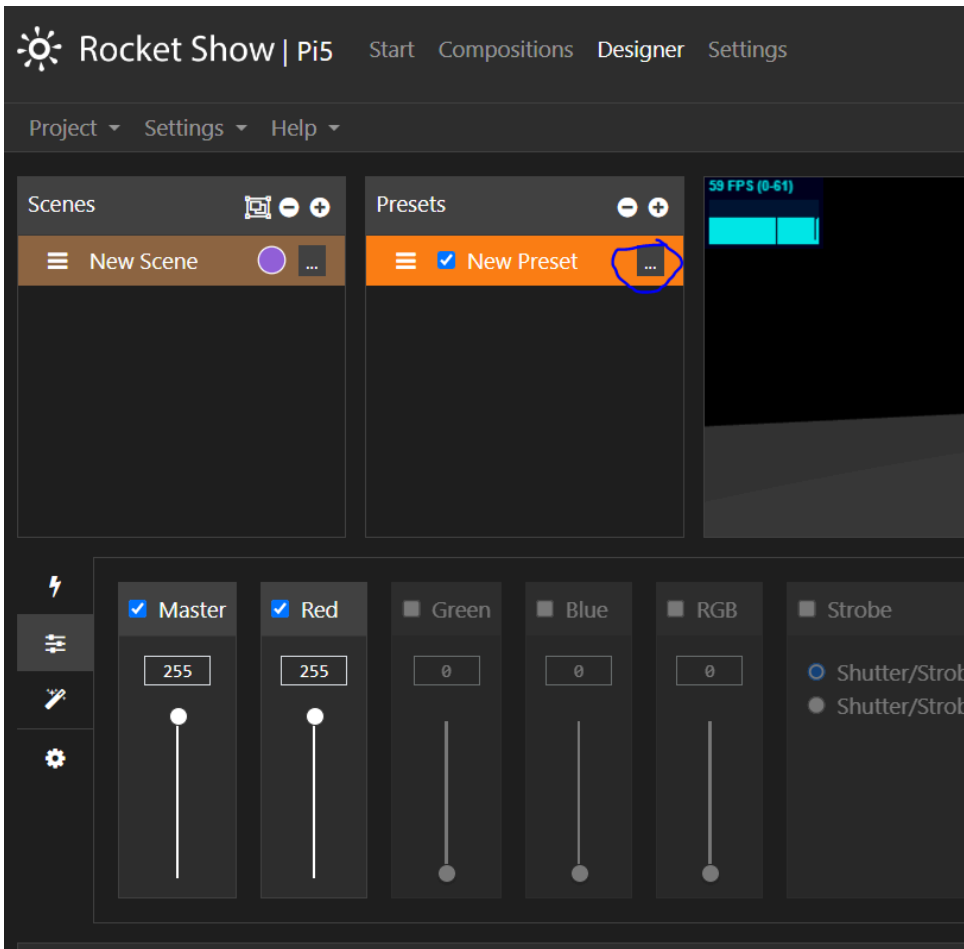 Rocket Show | Pi5 Start Compositions Designer Settings
Project Settings Help
Scenes
Presets
59 FPS (0-61)
New Scene ...
New Preset ...
Master Red Green Blue RGB Strobe
255 255 0 0 0
Shutter/Strob
Shutter/Strob